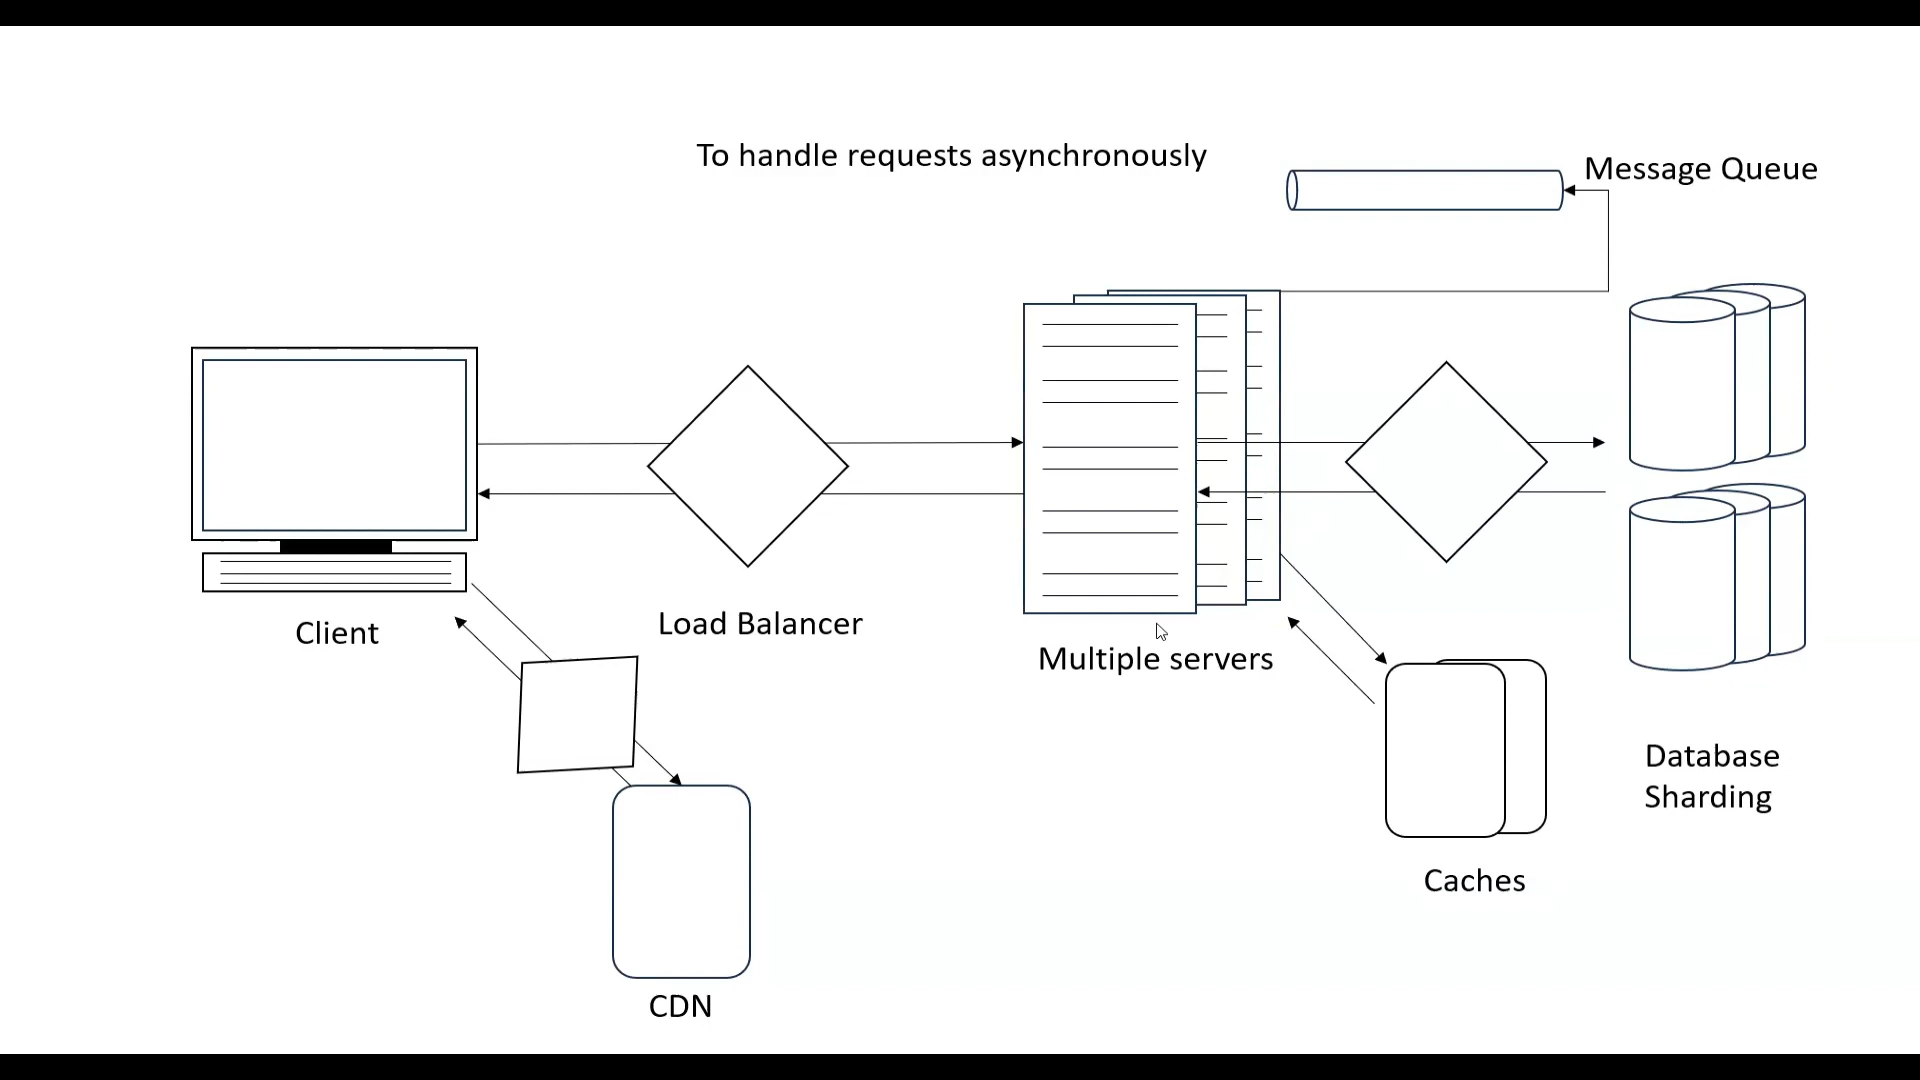 To handle requests asynchronously
Message Queue
Client
Load Balancer
Multiple servers
Database
Sharding
Caches
CDN